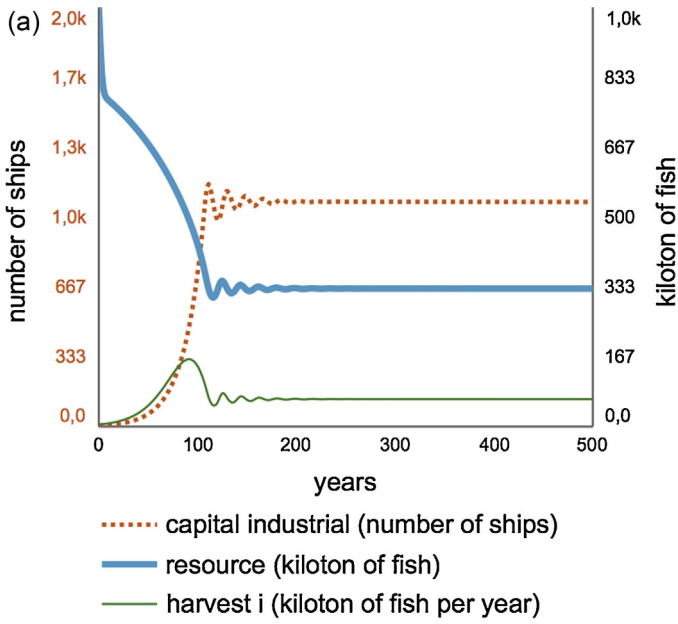 (a)
2,0k
1,7k
1,3k
1,0k
667
333
0,0
number of ships
1,0k
833
667
500
333
167
0,0
kiloton of fish
0 100 200 300 400 500
years
capital industrial (number of ships)
resource (kiloton of fish)
harvest i (kiloton of fish per year)